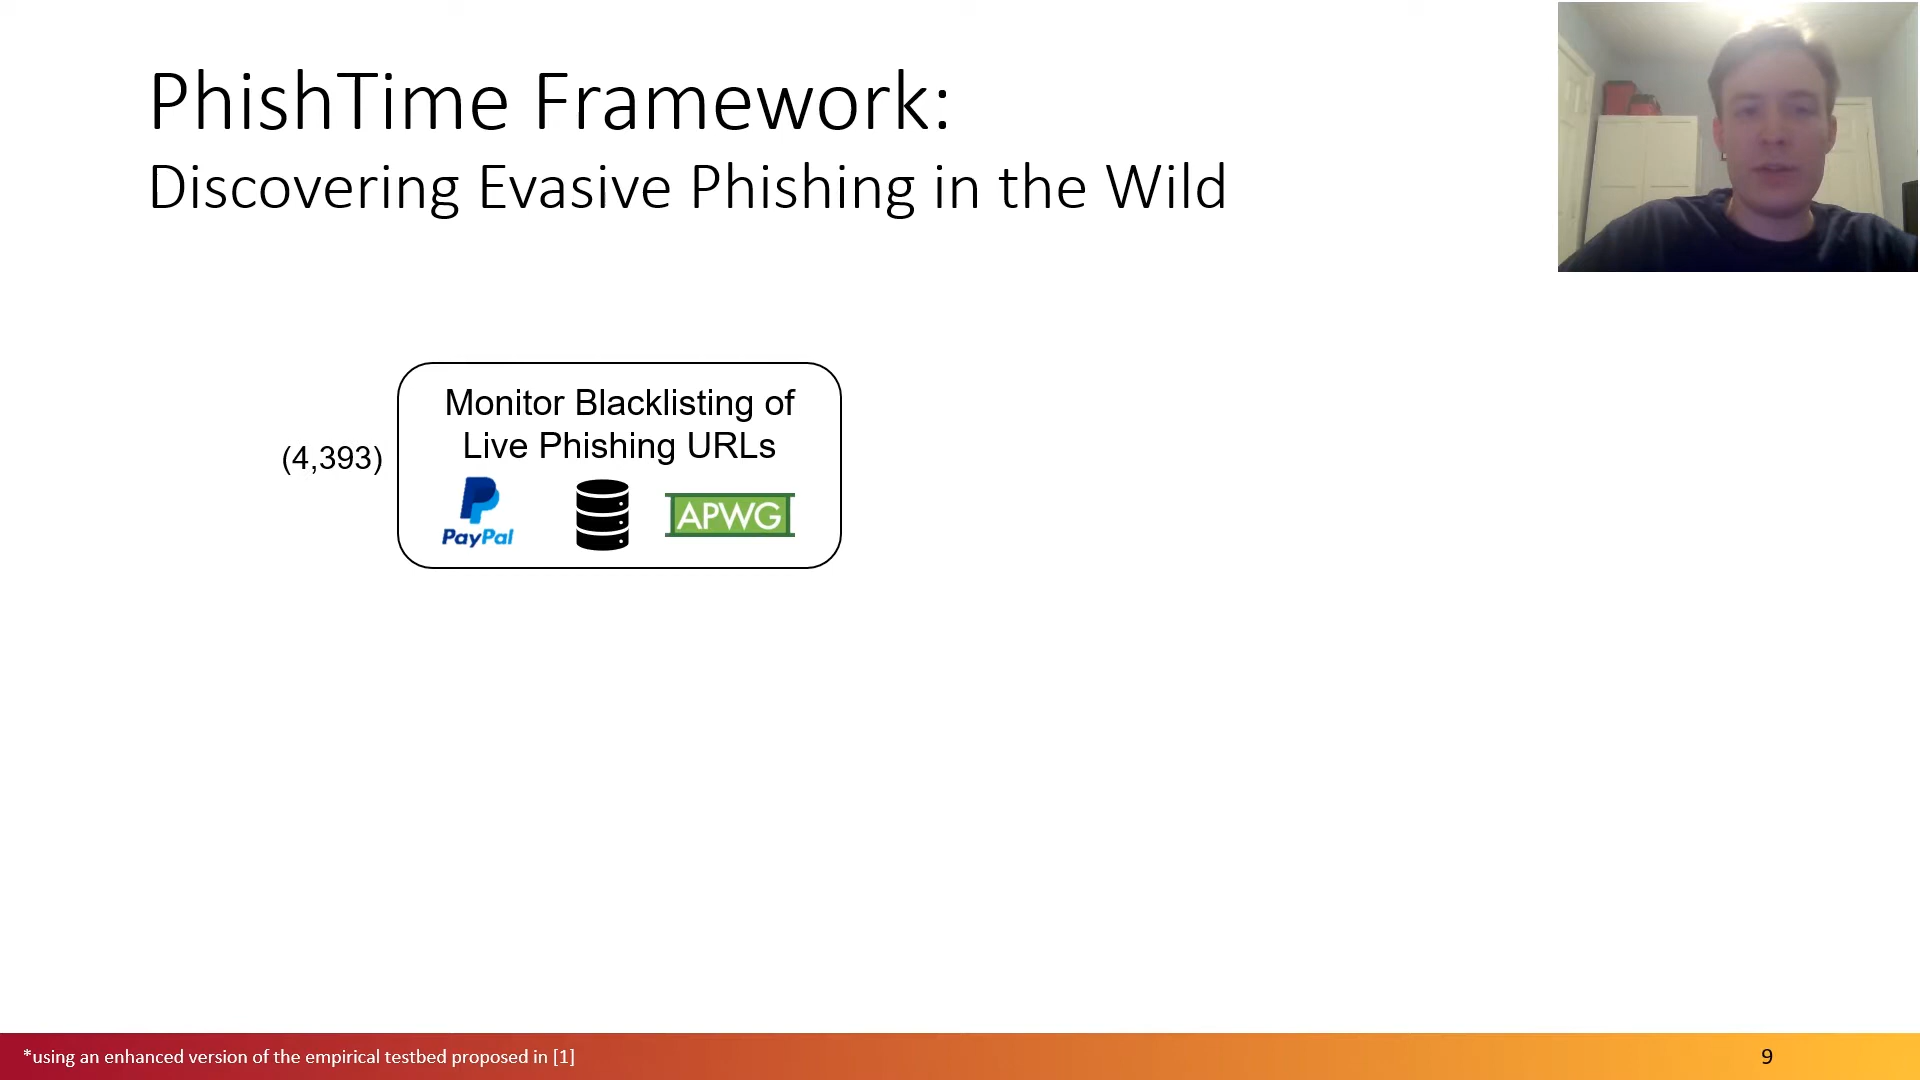 PhishTime Framework:
Discovering Evasive Phishing in the Wild
Monitor Blacklisting of
Live Phishing URLs
(4,393)
PayPal
APWG
*using an enhanced version of the empirical testbed proposed in [1]
9